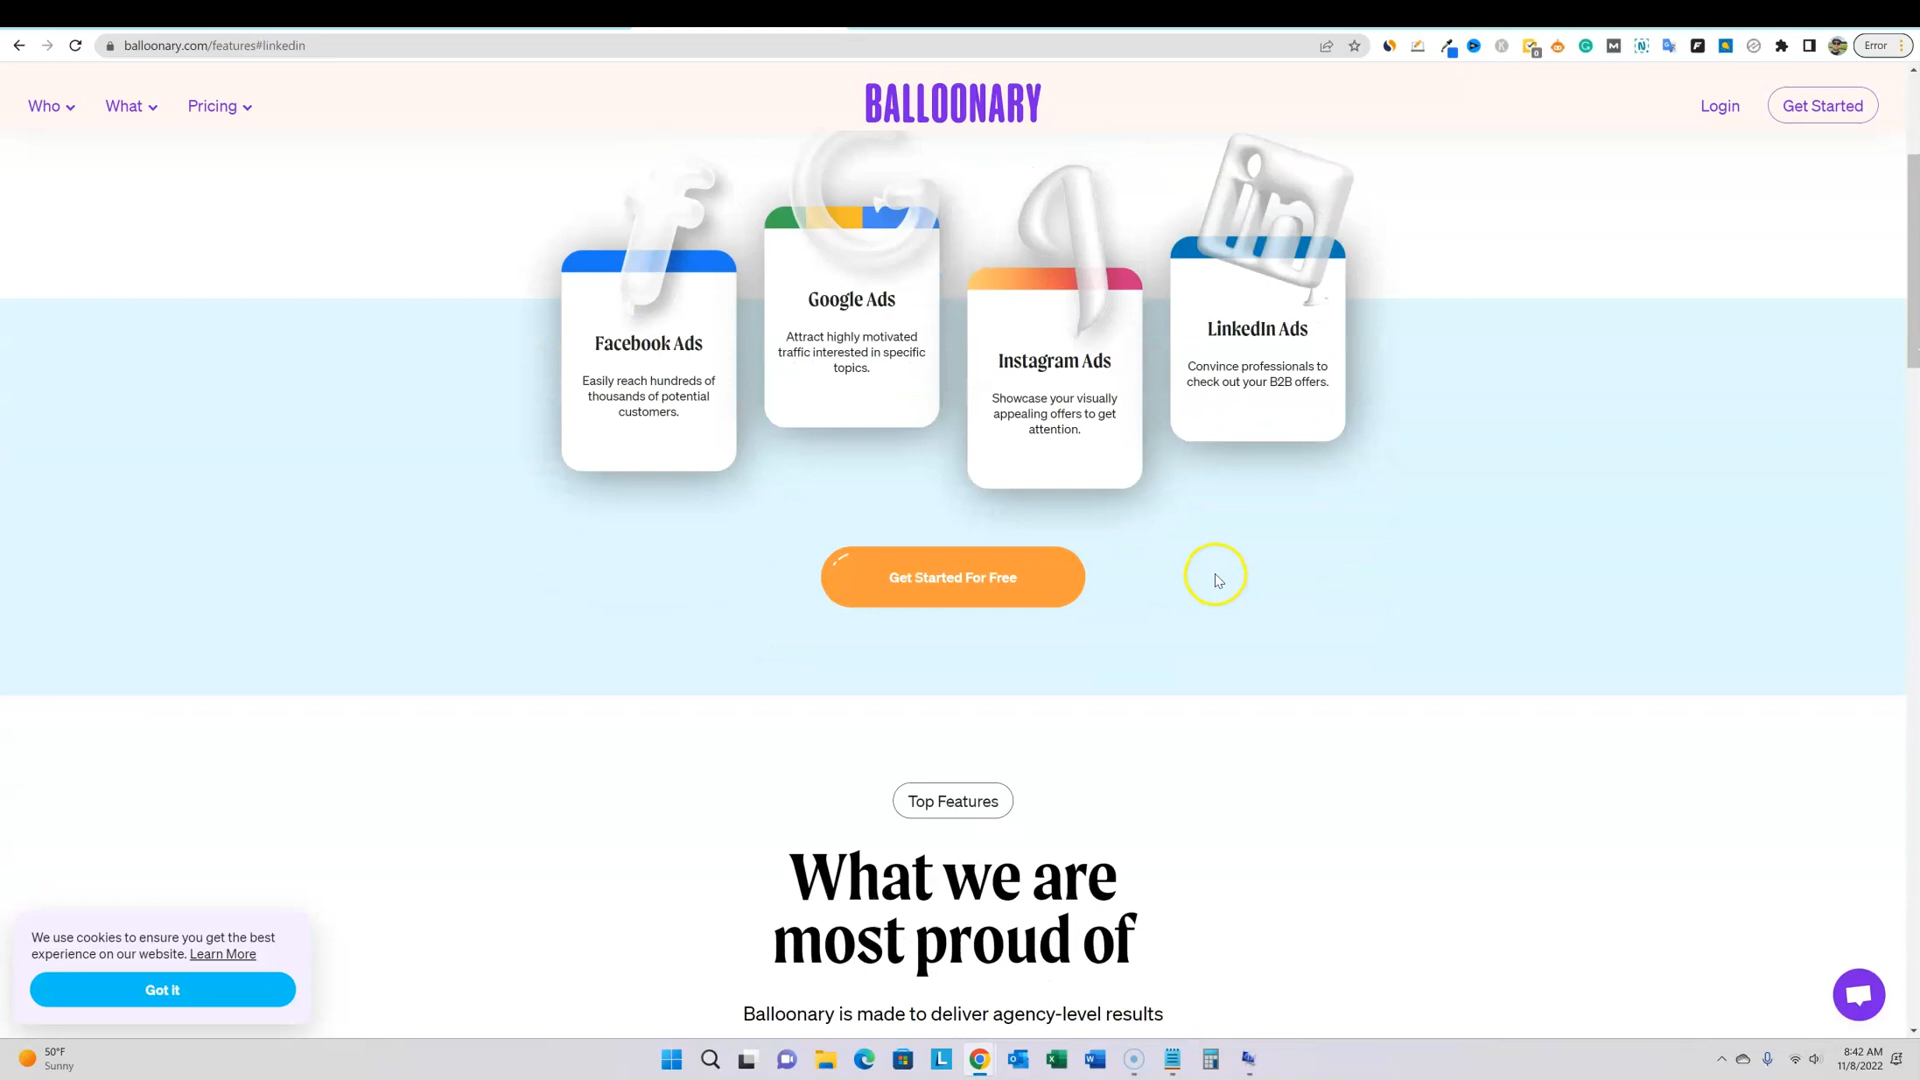 balloonary.com/features#linkedin
Error
Who
What
Pricing
BALLOONARY
Login
Get Started
f
G
in
Facebook Ads
Easily reach hundreds of
thousands of potential
customers.
Google Ads
Attract highly motivated
traffic interested in specific
topics.
Instagram Ads
Showcase your visually
appealing offers to get
attention.
LinkedIn Ads
Convince professionals to
check out your B2B offers.
Get Started For Free
Top Features
What we are
most proud of
Balloonary is made to deliver agency-level results
We use cookies to ensure you get the best
experience on our website. Learn More
Got it
50°F
Sunny
8:42 AM
11/8/2022